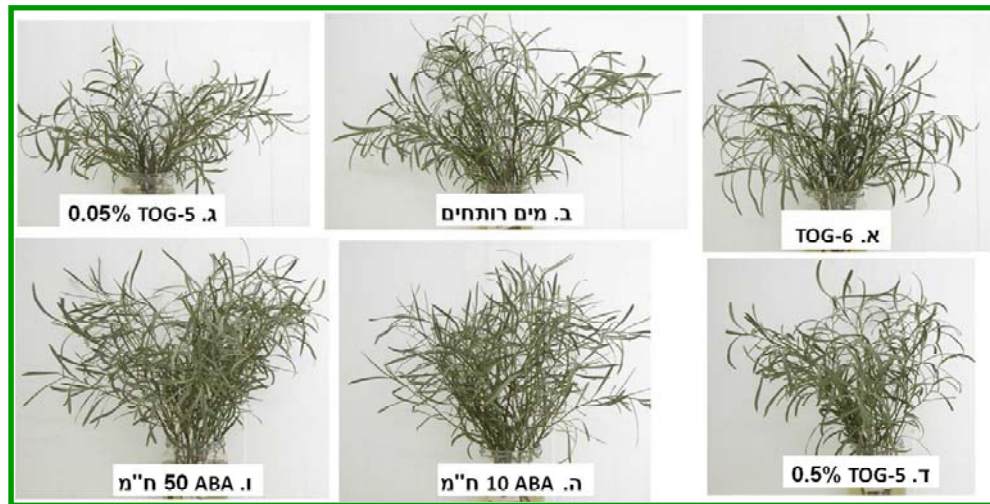 א. TOG-6
ב. מים רותחים
ג. TOG-5 0.05%
ד. TOG-5 0.5%
ה. ABA 10 ח"מ
ו. ABA 50 ח"מ